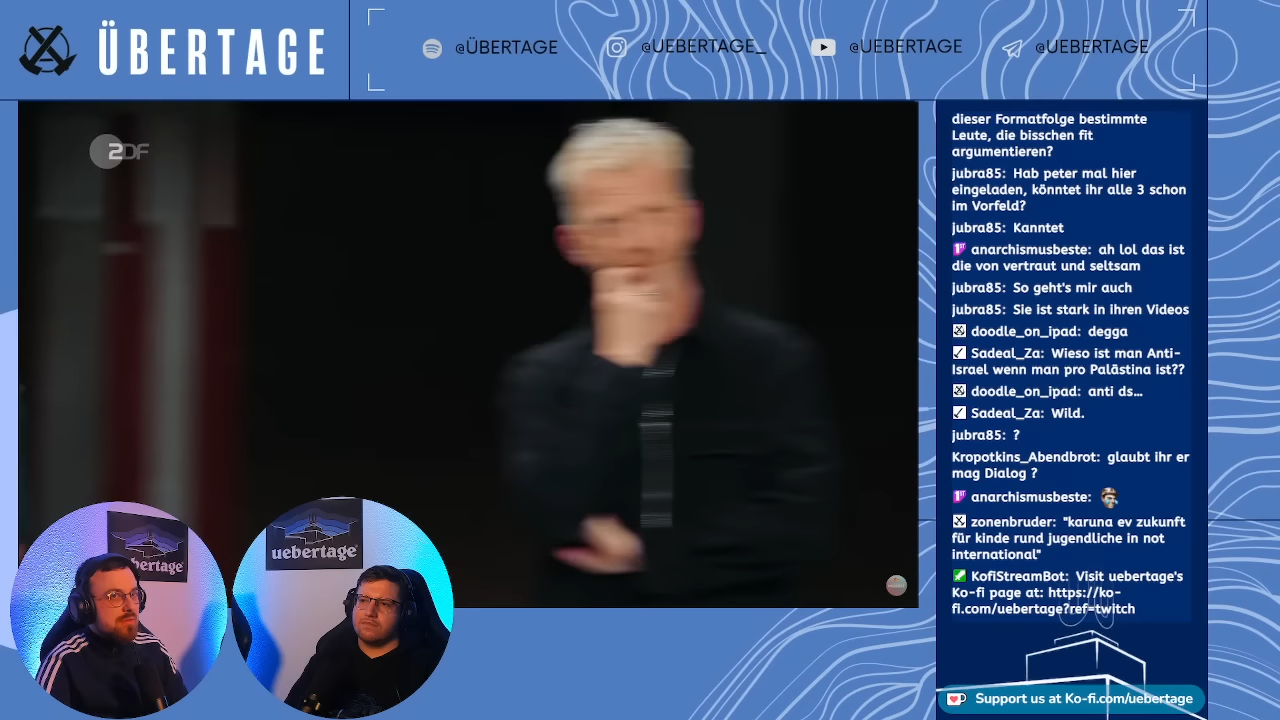 ÜBERTAGE
@ÜBERTAGE
@UEBERTAGE_
@UEBERTAGE
@UEBERTAGE
ZDF
dieser Formatfolge bestimmte
Leute, die bisschen fit
argumentieren?
jubra85: Hab peter mal hier
eingeladen, könntet ihr alle 3 schon
im Vorfeld?
jubra85: Kanntet
anarchismusbeste: ah lol das ist
die von vertraut und seltsam
jubra85: So geht's mir auch
jubra85: Sie ist stark in ihren Videos
doodle_on_ipad: degga
Sadeal_Za: Wieso ist man Anti-
Israel wenn man pro Palästina ist??
doodle_on_ipad: anti ds...
Sadeal_Za: Wild.
jubra85: ?
Kropotkins_Abendbrot: glaubt ihr er
mag Dialog ?
anarchismusbeste:
zonenbruder: "karuna ev zukunft
für kinde rund jugendliche in not
international"
KofiStreamBot: Visit uebertage's
Ko-fi page at: https://ko-
fi.com/uebertage?ref=twitch
Support us at Ko-fi.com/uebertage
uebertage
uebertage